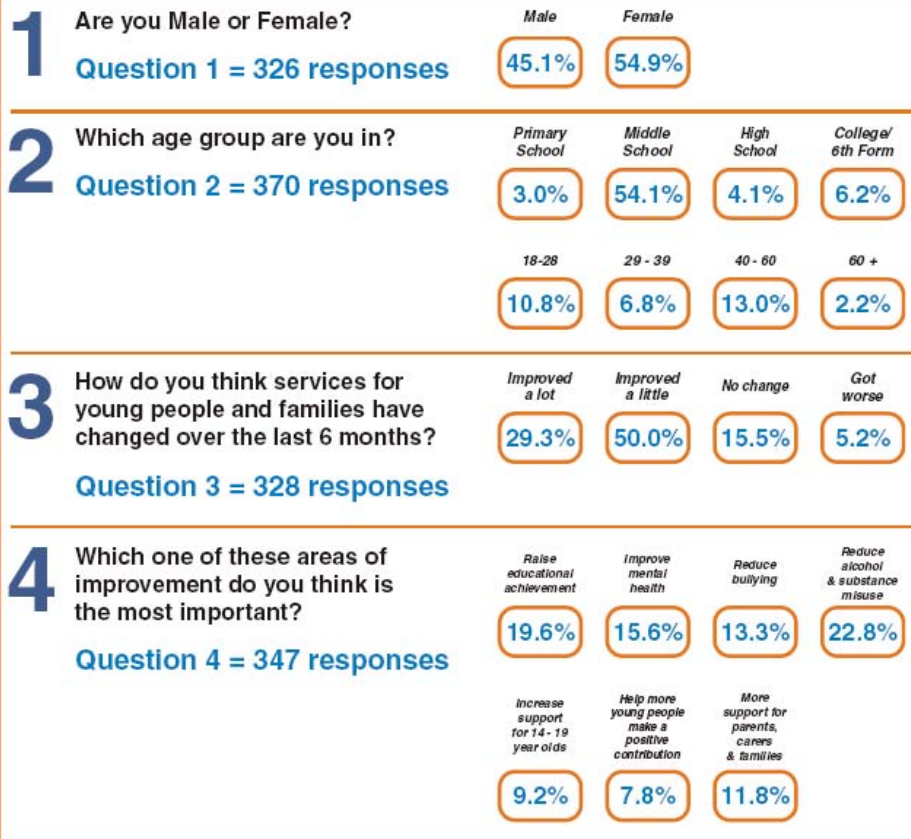 1
Are you Male or Female?
Question 1 = 326 responses
Male
Female
45.1%
54.9%
2
Which age group are you in?
Question 2 = 370 responses
Primary
School
Middle
School
High
School
College/
6th Form
3.0%
54.1%
4.1%
6.2%
18-28
29 - 39
40 - 60
60 +
10.8%
6.8%
13.0%
2.2%
3
How do you think services for
young people and families have
changed over the last 6 months?
Question 3 = 328 responses
Improved
a lot
Improved
a little
No change
Got
worse
29.3%
50.0%
15.5%
5.2%
4
Which one of these areas of
improvement do you think is
the most important?
Question 4 = 347 responses
Raise
educational
achievement
Improve
mental
health
Reduce
bullying
Reduce
alcohol
& substance
misuse
19.6%
15.6%
13.3%
22.8%
Increase
support
for 14 - 19
year olds
Help more
young people
make a
positive
contribution
More
support for
parents,
carers
& families
9.2%
7.8%
11.8%